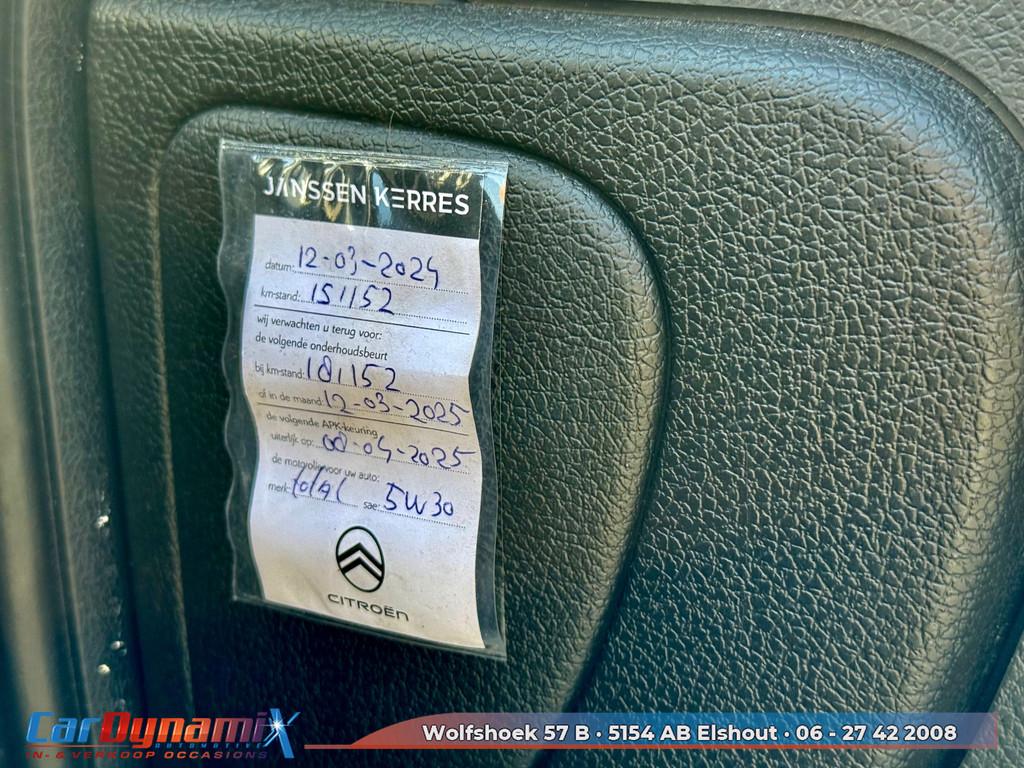 JANSSEN KERRES
datum: 12-03-2024
km-stand: 151152
wij verwachten u terug voor:
de volgende onderhoudsbeurt
bij km-stand: 181152
of in de maand: 12-03-2025
de volgende APK-keuring
uiterlijk op: 08-04-2025
de motorolie voor uw auto:
merk: total sae: 5W30
CITROËN
CarDynamiX
AUTOMOTIVE
IN- & VERKOOP OCCASIONS
Wolfshoek 57 B • 5154 AB Elshout • 06 - 27 42 2008